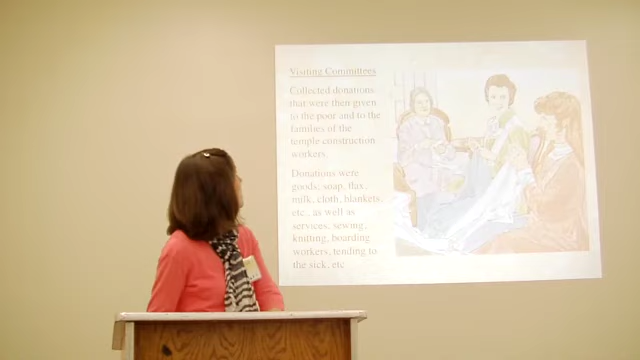 Visiting Committees
Collected donations
that were then given
to the poor and to the
families of the
temple construction
workers.
Donations were
goods, soap, flax,
milk, cloth, blankets,
etc., as well as
services, sewing,
knitting, boarding
workers, tending to
the sick, etc